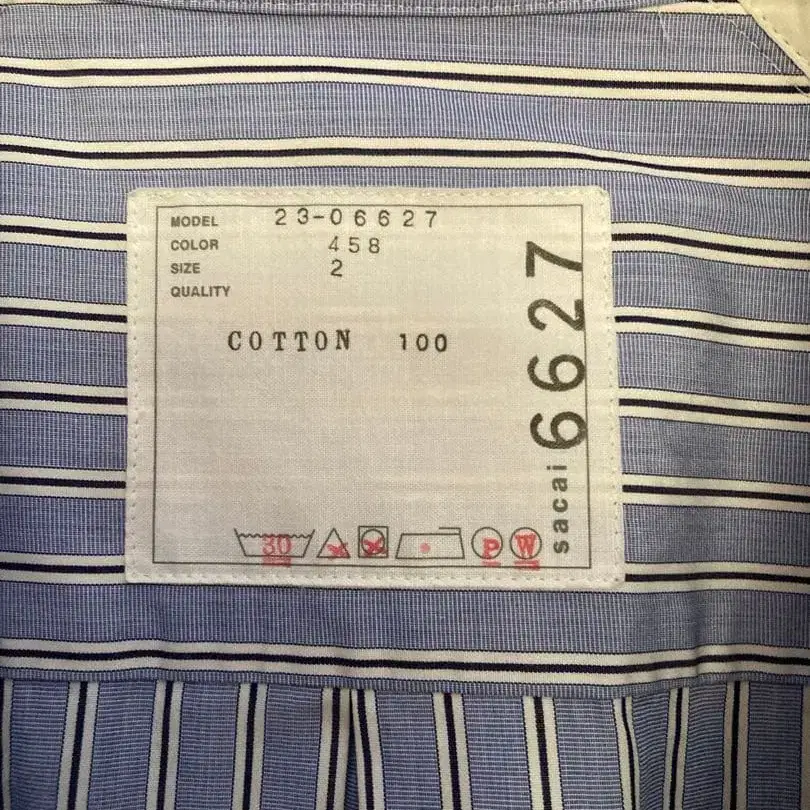 MODEL 23-06627
COLOR 458
SIZE 2
QUALITY
COTTON 100
sacai 6627
30 P W